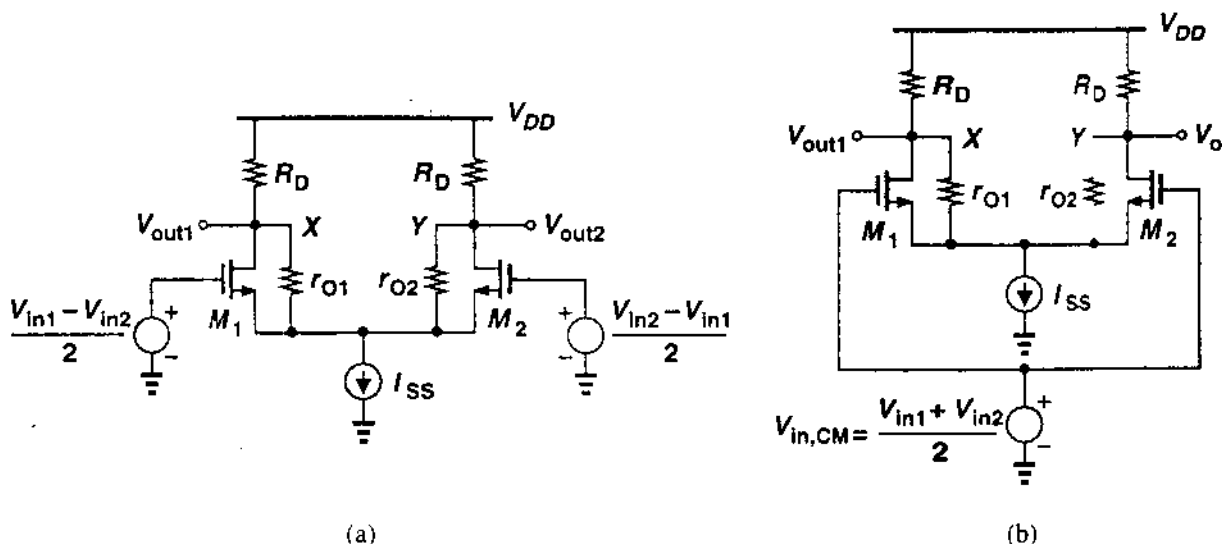 V_DD
R_D
R_D
V_out1
X
Y
V_out2
r_O1
r_O2
M_1
M_2
V_in1 − V_in2
2
+
−
V_in2 − V_in1
2
+
−
I_SS
(a)
V_DD
R_D
R_D
V_out1
X
Y
V_o
r_O1
r_O2
M_1
M_2
I_SS
V_in,CM = V_in1 + V_in2
2
+
−
(b)